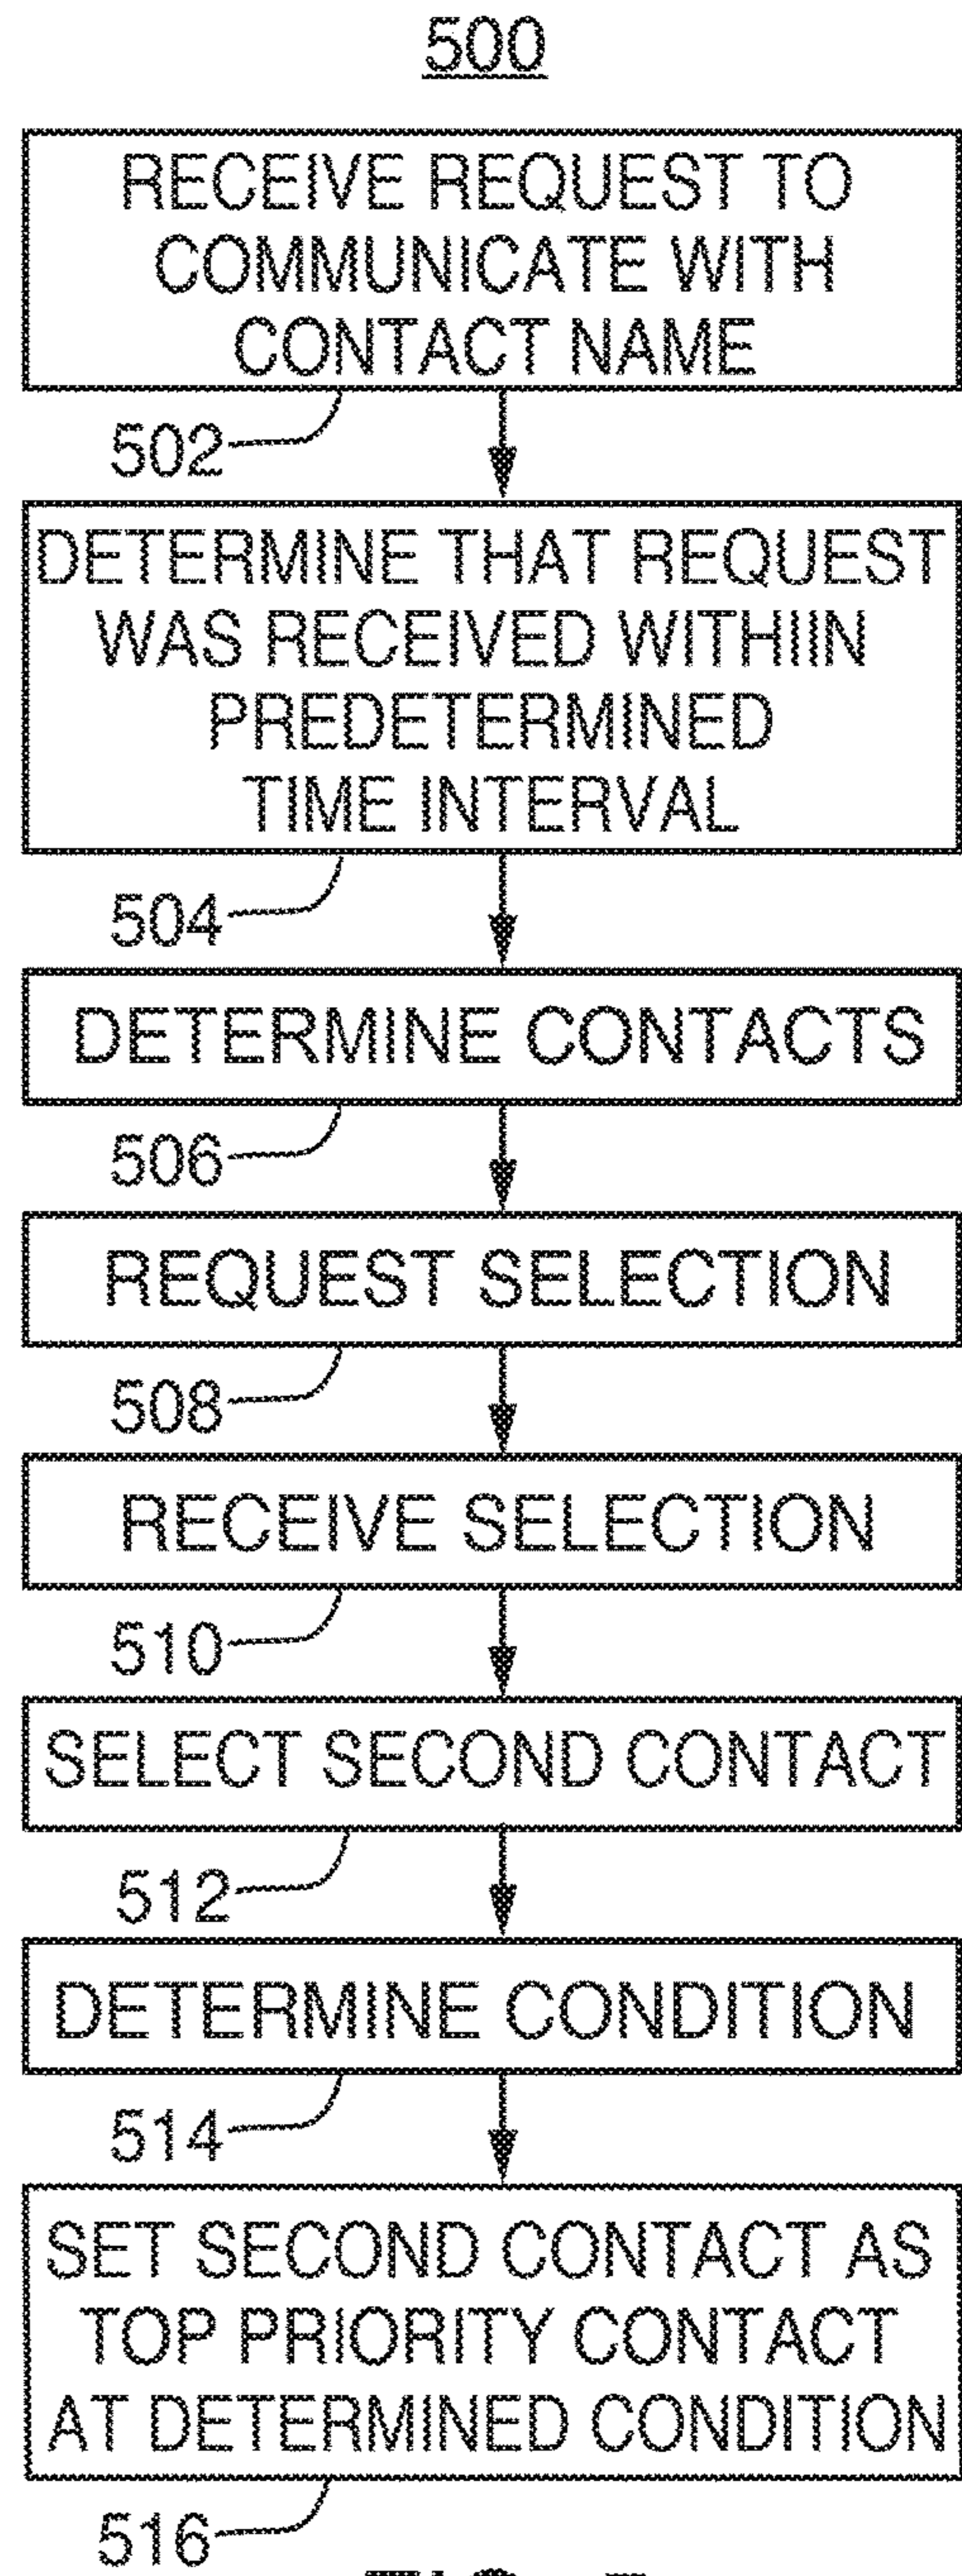 500
RECEIVE REQUEST TO
COMMUNICATE WITH
CONTACT NAME
502
DETERMINE THAT REQUEST
WAS RECEIVED WITHIIN
PREDETERMINED
TIME INTERVAL
504
DETERMINE CONTACTS
506
REQUEST SELECTION
508
RECEIVE SELECTION
510
SELECT SECOND CONTACT
512
DETERMINE CONDITION
514
SET SECOND CONTACT AS
TOP PRIORITY CONTACT
AT DETERMINED CONDITION
516